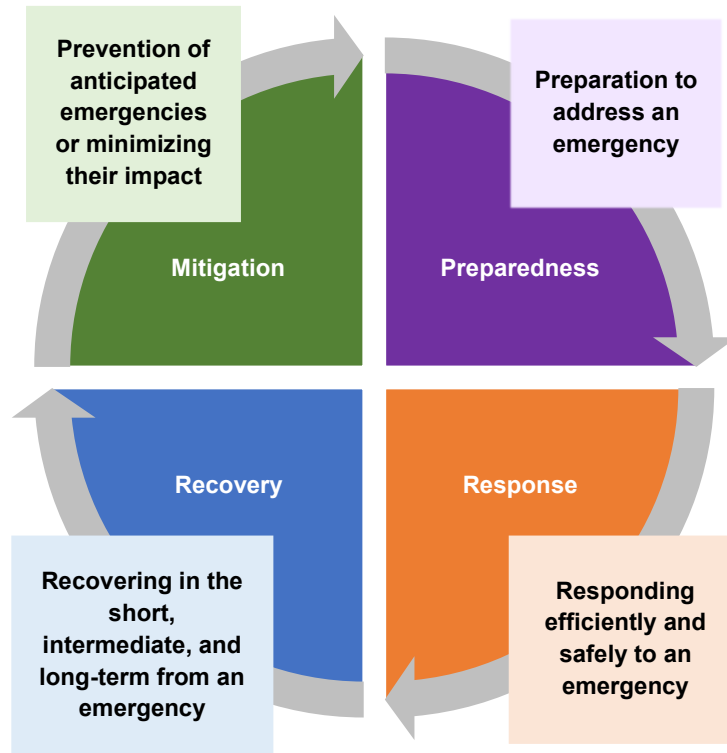 Prevention of
anticipated
emergencies
or minimizing
their impact
Mitigation
Preparation to
address an
emergency
Preparedness
Recovery
Recovering in the
short,
intermediate, and
long-term from an
emergency
Response
Responding
efficiently and
safely to an
emergency